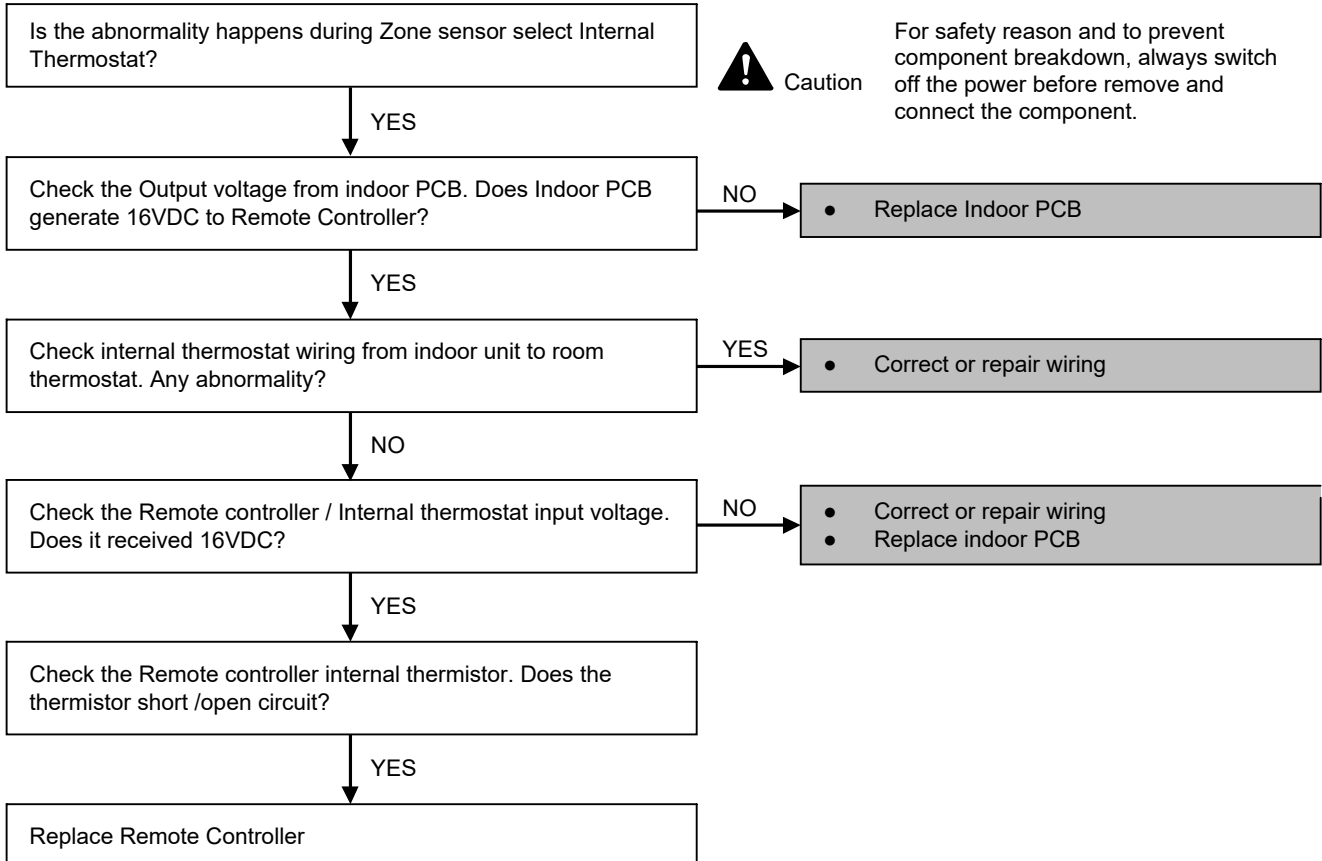 Is the abnormality happens during Zone sensor select Internal
Thermostat?
Caution
For safety reason and to prevent
component breakdown, always switch
off the power before remove and
connect the component.
YES
Check the Output voltage from indoor PCB. Does Indoor PCB
generate 16VDC to Remote Controller?
NO
● Replace Indoor PCB
YES
Check internal thermostat wiring from indoor unit to room
thermostat. Any abnormality?
YES
● Correct or repair wiring
NO
Check the Remote controller / Internal thermostat input voltage.
Does it received 16VDC?
NO
● Correct or repair wiring
● Replace indoor PCB
YES
Check the Remote controller internal thermistor. Does the
thermistor short /open circuit?
YES
Replace Remote Controller